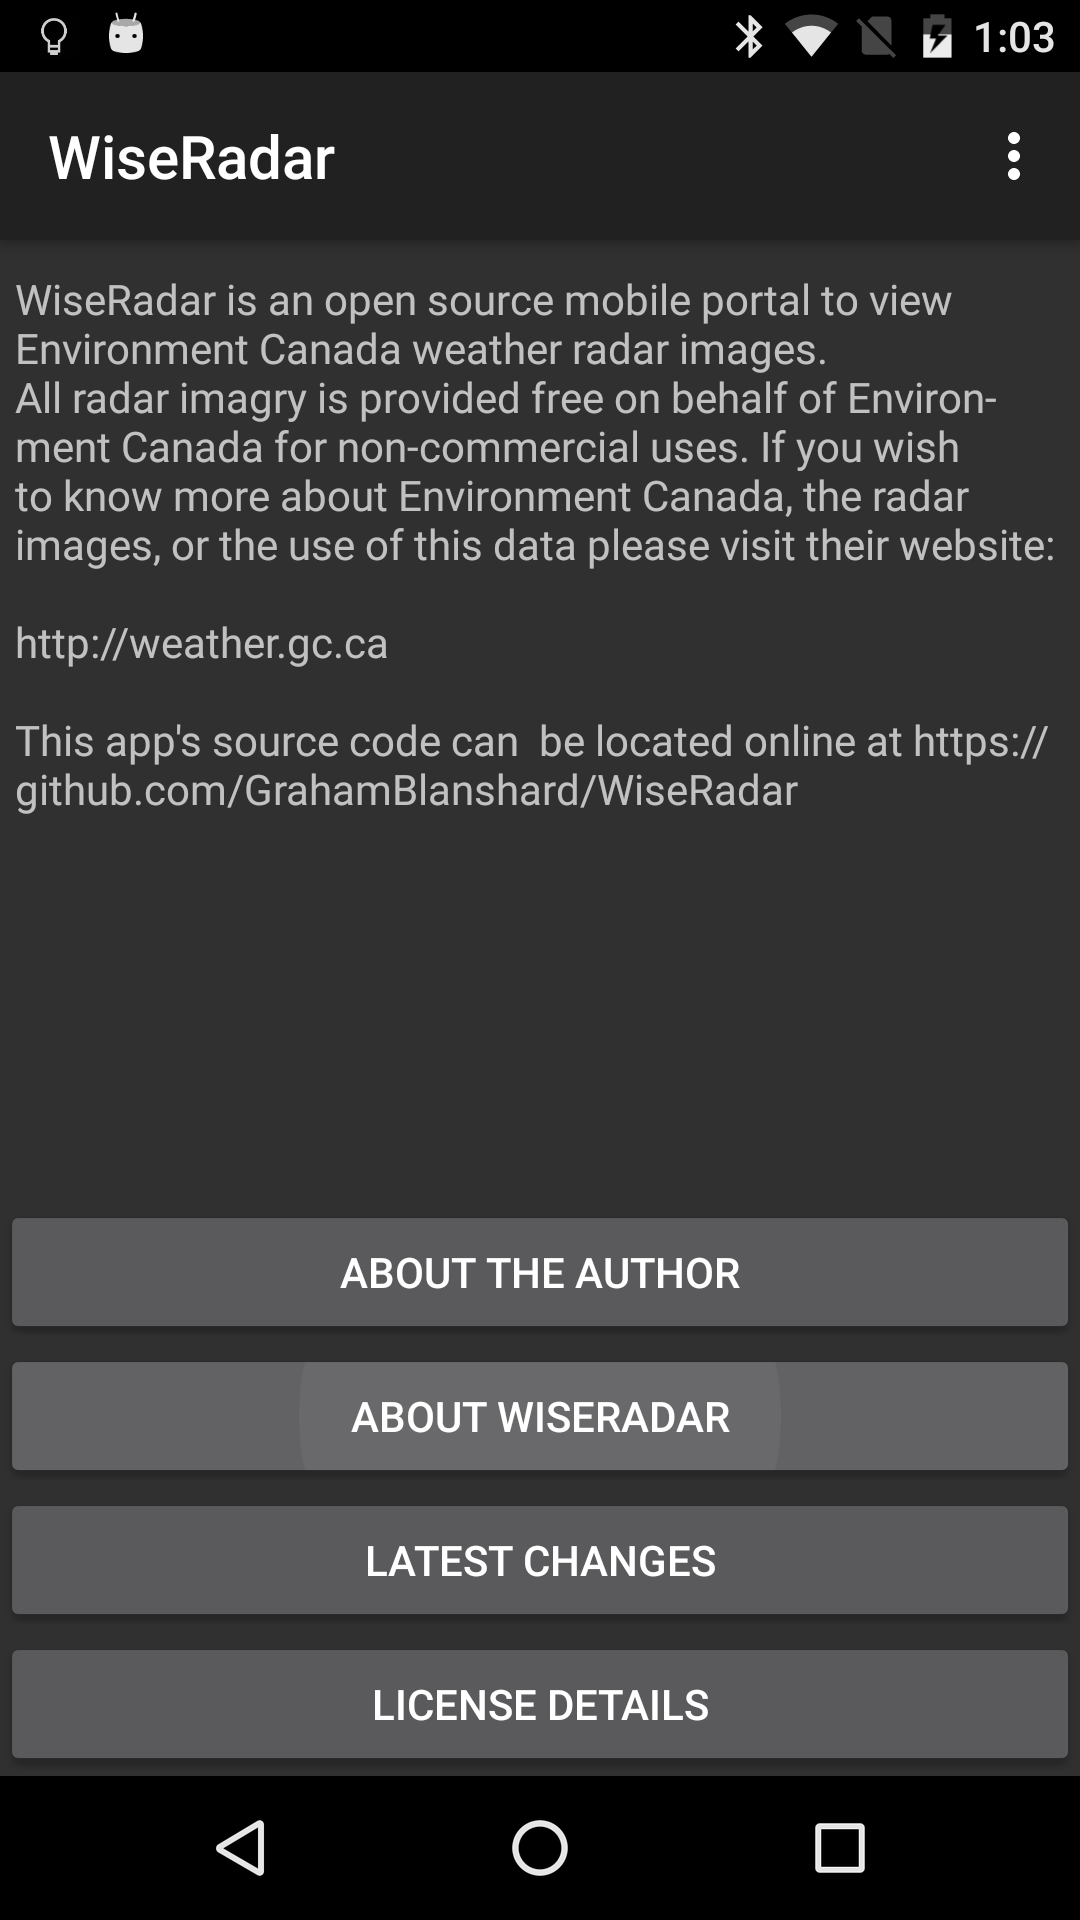 1:03
WiseRadar
WiseRadar is an open source mobile portal to view
Environment Canada weather radar images.
All radar imagry is provided free on behalf of Environ-
ment Canada for non-commercial uses. If you wish
to know more about Environment Canada, the radar
images, or the use of this data please visit their website:
http://weather.gc.ca
This app's source code can  be located online at https://
github.com/GrahamBlanshard/WiseRadar
ABOUT THE AUTHOR
ABOUT WISERADAR
LATEST CHANGES
LICENSE DETAILS